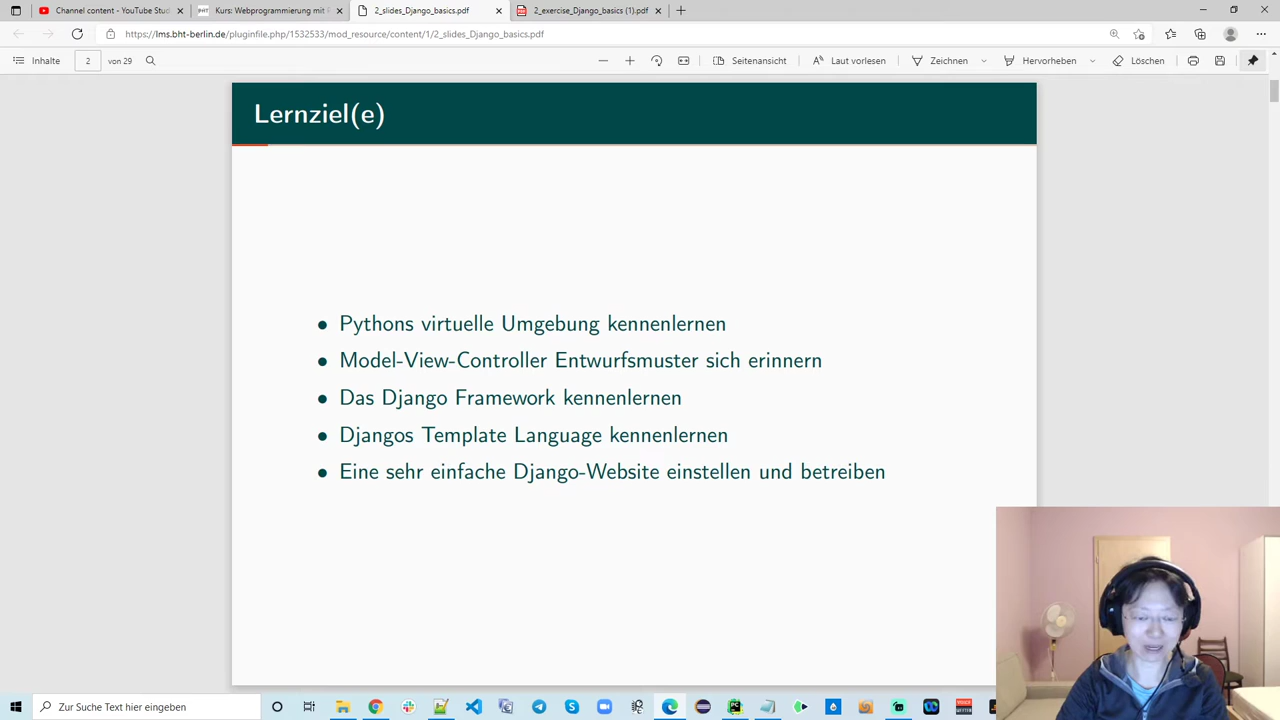 Channel content - YouTube Stud
Kurs: Webprogrammierung mit P
2_slides_Django_basics.pdf
2_exercise_Django_basics (1).pdf
https://lms.bht-berlin.de/pluginfile.php/1532533/mod_resource/content/1/2_slides_Django_basics.pdf
Inhalte
2
von 29
Seitenansicht
Laut vorlesen
Zeichnen
Hervorheben
Löschen
Lernziel(e)
• Pythons virtuelle Umgebung kennenlernen
• Model-View-Controller Entwurfsmuster sich erinnern
• Das Django Framework kennenlernen
• Djangos Template Language kennenlernen
• Eine sehr einfache Django-Website einstellen und betreiben
Zur Suche Text hier eingeben